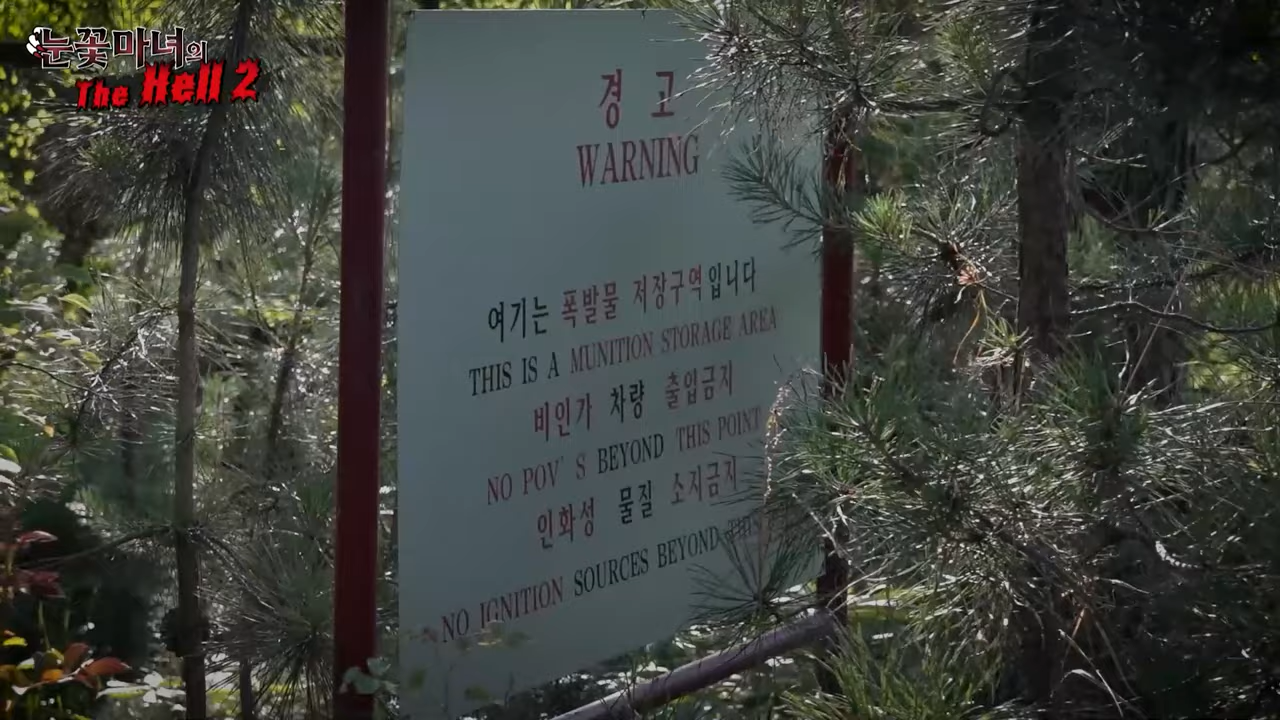 눈꽃마녀의
The Hell 2
경 고
WARNING
여기는 폭발물 저장구역입니다
THIS IS A MUNITION STORAGE AREA
비인가 차량 출입금지
NO POV' S BEYOND THIS POINT
인화성 물질 소지금지
NO IGNITION SOURCES BEYOND THIS